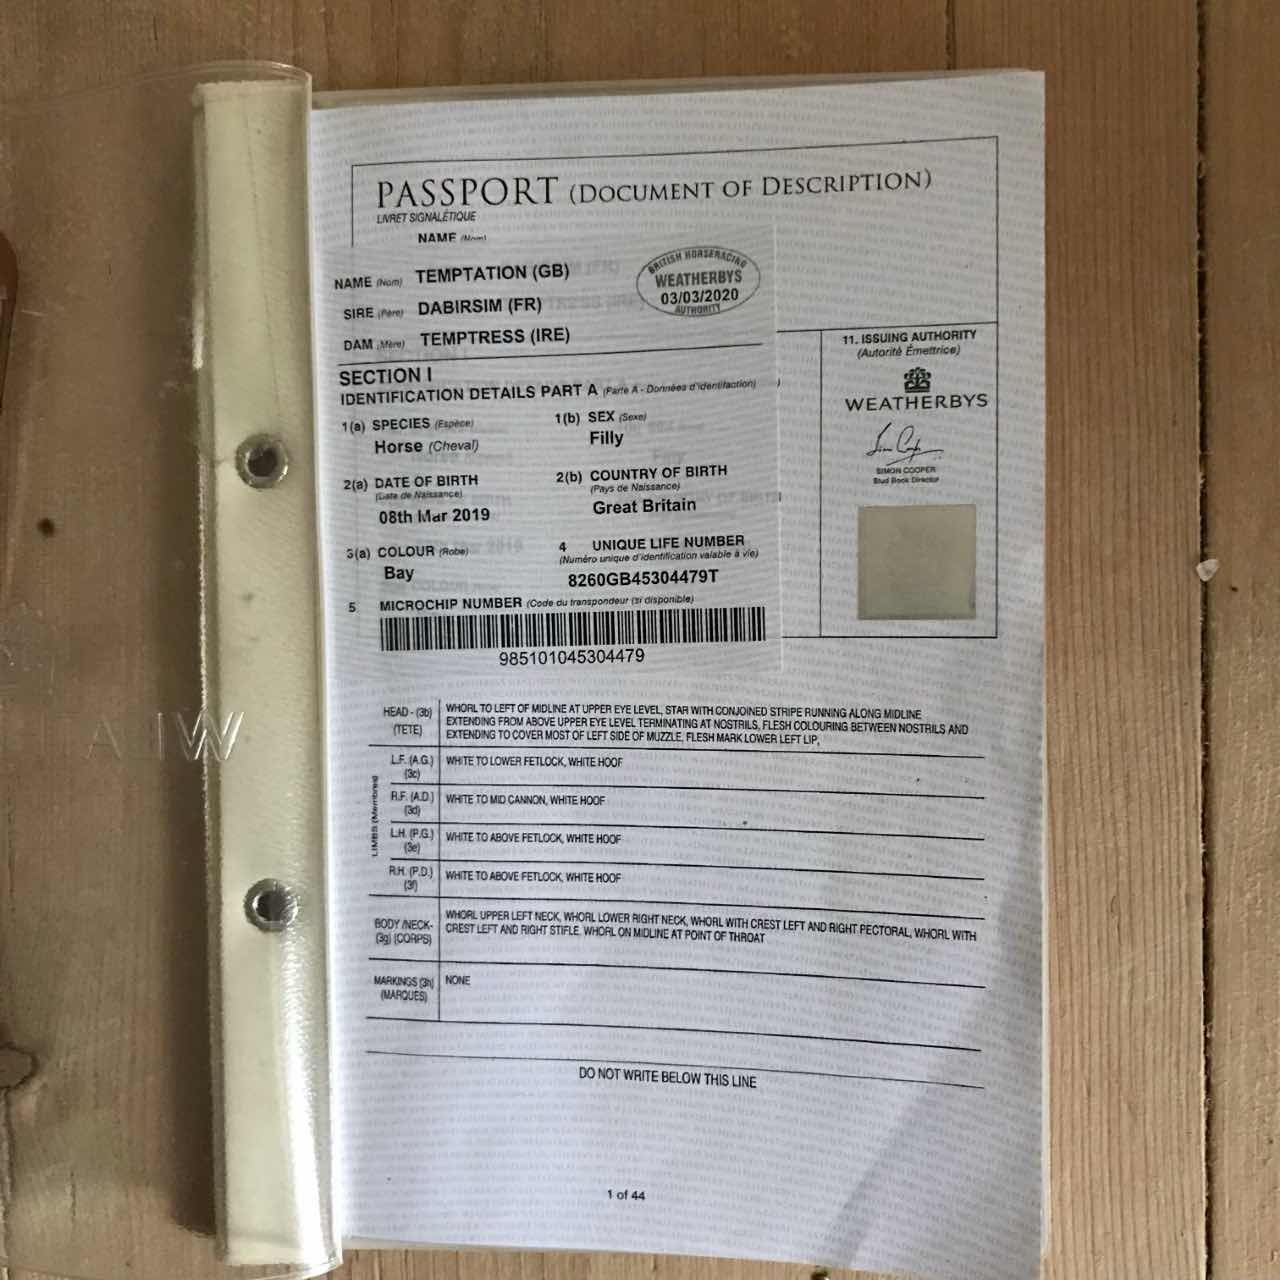 PASSPORT (DOCUMENT OF DESCRIPTION)
LIVRET SIGNALÉTIQUE
NAME (Nom)
NAME (Nom) TEMPTATION (GB)
SIRE (Père) DABIRSIM (FR)
DAM (Mère) TEMPTRESS (IRE)
BRITISH HORSERACING
WEATHERBYS
03/03/2020
AUTHORITY
SECTION I
IDENTIFICATION DETAILS PART A (Parte A - Données d'identifaction)
1(a) SPECIES (Espèce)
Horse (Cheval)
1(b) SEX (Sexe)
Filly
2(a) DATE OF BIRTH
(Date de Naissance)
08th Mar 2019
2(b) COUNTRY OF BIRTH
(Pays de Naissance)
Great Britain
3(a) COLOUR (Robe)
Bay
4 UNIQUE LIFE NUMBER
(Numéro unique d'identification valable à vie)
8260GB45304479T
5 MICROCHIP NUMBER (Code du transpondeur (si disponible)
985101045304479
11. ISSUING AUTHORITY
(Autorité Émettrice)
WEATHERBYS
SIMON COOPER
Stud Book Director
HEAD - (3b)
(TETE)
WHORL TO LEFT OF MIDLINE AT UPPER EYE LEVEL, STAR WITH CONJOINED STRIPE RUNNING ALONG MIDLINE
EXTENDING FROM ABOVE UPPER EYE LEVEL TERMINATING AT NOSTRILS, FLESH COLOURING BETWEEN NOSTRILS AND
EXTENDING TO COVER MOST OF LEFT SIDE OF MUZZLE, FLESH MARK LOWER LEFT LIP,
LIMBS (Membres)
L.F. (A.G.)
(3c)
WHITE TO LOWER FETLOCK, WHITE HOOF
R.F. (A.D.)
(3d)
WHITE TO MID CANNON, WHITE HOOF
L.H. (P.G.)
(3e)
WHITE TO ABOVE FETLOCK, WHITE HOOF
R.H. (P.D.)
(3f)
WHITE TO ABOVE FETLOCK, WHITE HOOF
BODY /NECK-
(3g) (CORPS)
WHORL UPPER LEFT NECK, WHORL LOWER RIGHT NECK, WHORL WITH CREST LEFT AND RIGHT PECTORAL, WHORL WITH
CREST LEFT AND RIGHT STIFLE, WHORL ON MIDLINE AT POINT OF THROAT
MARKINGS (3h)
(MARQUES)
NONE
DO NOT WRITE BELOW THIS LINE
1 of 44